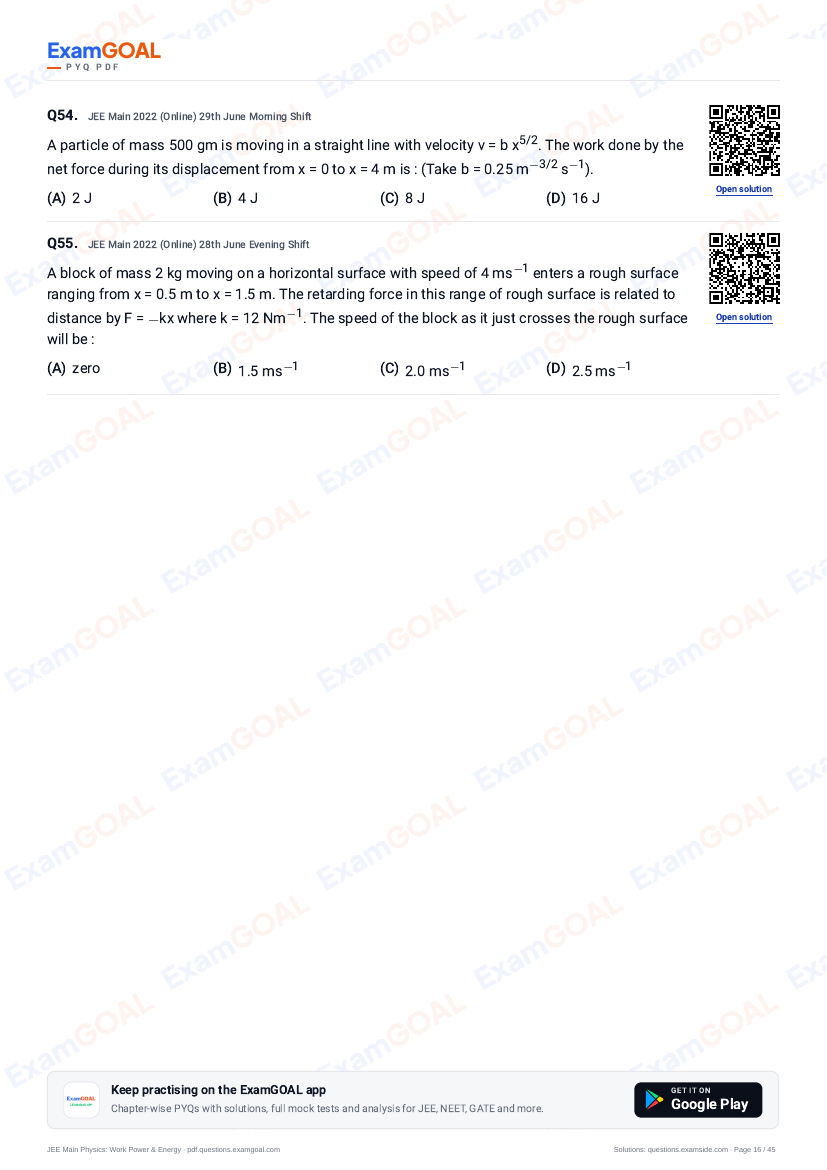 ExamGOAL
PYQ PDF
Q54. JEE Main 2022 (Online) 29th June Morning Shift
A particle of mass 500 gm is moving in a straight line with velocity v = b x^5/2. The work done by the
net force during its displacement from x = 0 to x = 4 m is : (Take b = 0.25 m^−3/2 s^−1).
(A) 2 J (B) 4 J (C) 8 J (D) 16 J
Open solution
Q55. JEE Main 2022 (Online) 28th June Evening Shift
A block of mass 2 kg moving on a horizontal surface with speed of 4 ms^−1 enters a rough surface
ranging from x = 0.5 m to x = 1.5 m. The retarding force in this range of rough surface is related to
distance by F = −kx where k = 12 Nm^−1. The speed of the block as it just crosses the rough surface
will be :
(A) zero (B) 1.5 ms^−1 (C) 2.0 ms^−1 (D) 2.5 ms^−1
Open solution
ExamGOAL
Keep practising on the ExamGOAL app
Chapter-wise PYQs with solutions, full mock tests and analysis for JEE, NEET, GATE and more.
GET IT ON
Google Play
JEE Main Physics: Work Power & Energy · pdf.questions.examgoal.com
Solutions: questions.examside.com · Page 16 / 45